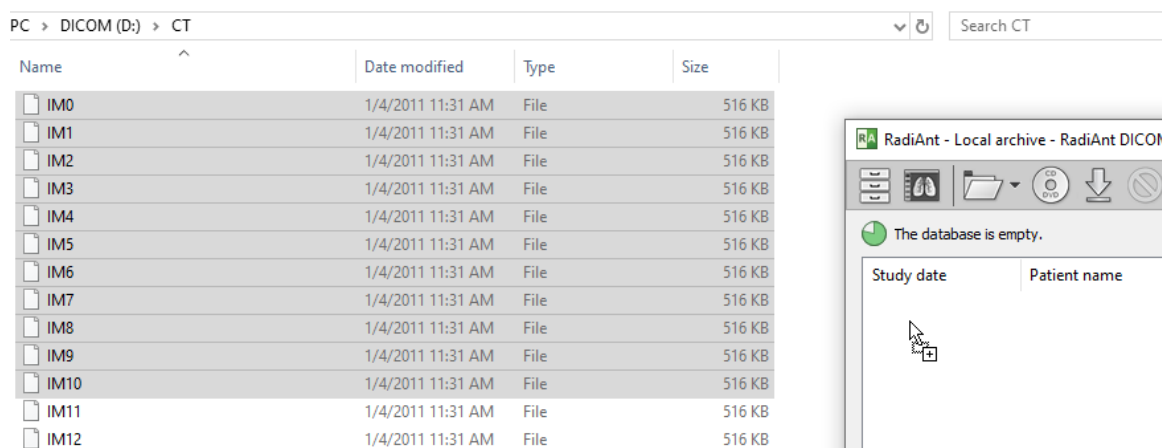 PC > DICOM (D:) > CT
Search CT
Name Date modified Type Size
IM0 1/4/2011 11:31 AM File 516 KB
IM1 1/4/2011 11:31 AM File 516 KB
IM2 1/4/2011 11:31 AM File 516 KB
IM3 1/4/2011 11:31 AM File 516 KB
IM4 1/4/2011 11:31 AM File 516 KB
IM5 1/4/2011 11:31 AM File 516 KB
IM6 1/4/2011 11:31 AM File 516 KB
IM7 1/4/2011 11:31 AM File 516 KB
IM8 1/4/2011 11:31 AM File 516 KB
IM9 1/4/2011 11:31 AM File 516 KB
IM10 1/4/2011 11:31 AM File 516 KB
IM11 1/4/2011 11:31 AM File 516 KB
IM12 1/4/2011 11:31 AM File 516 KB
RA RadiAnt - Local archive - RadiAnt DICOM
CD
DVD
The database is empty.
Study date Patient name